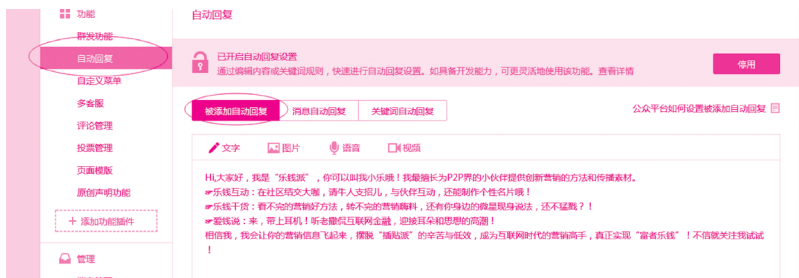 功能
群发功能
自动回复
自定义菜单
多客服
评论管理
投票管理
页面模版
原创声明功能
+ 添加功能插件
管理
自动回复
已开启自动回复设置
通过编辑内容或关键词规则，快速进行自动回复设置。如具备开发能力，可更灵活地使用该功能。查看详情
停用
被添加自动回复 消息自动回复 关键词自动回复
公众平台如何设置被添加自动回复
文字 图片 语音 视频
Hi,大家好，我是“乐钱派”，你可以叫我小乐哦！我最擅长为P2P界的小伙伴提供创新营销的方法和传播素材。
☞乐钱互动：在社区结交大咖，请牛人支招儿，与伙伴互动，还能制作个性名片哦！
☞乐钱干货：看不完的营销好方法，转不完的营销佐料，还有你身边的微显现身说法，还不猛戳？！
☞爱钱说：来，带上耳机！听老撒侃互联网金融，迎接耳朵和思想的高潮！
相信我，我会让你的营销信息飞起来，摆脱“插贴派”的辛苦与低效，成为互联网时代的营销高手，真正实现“富者乐钱”！不信就关注我试试
！